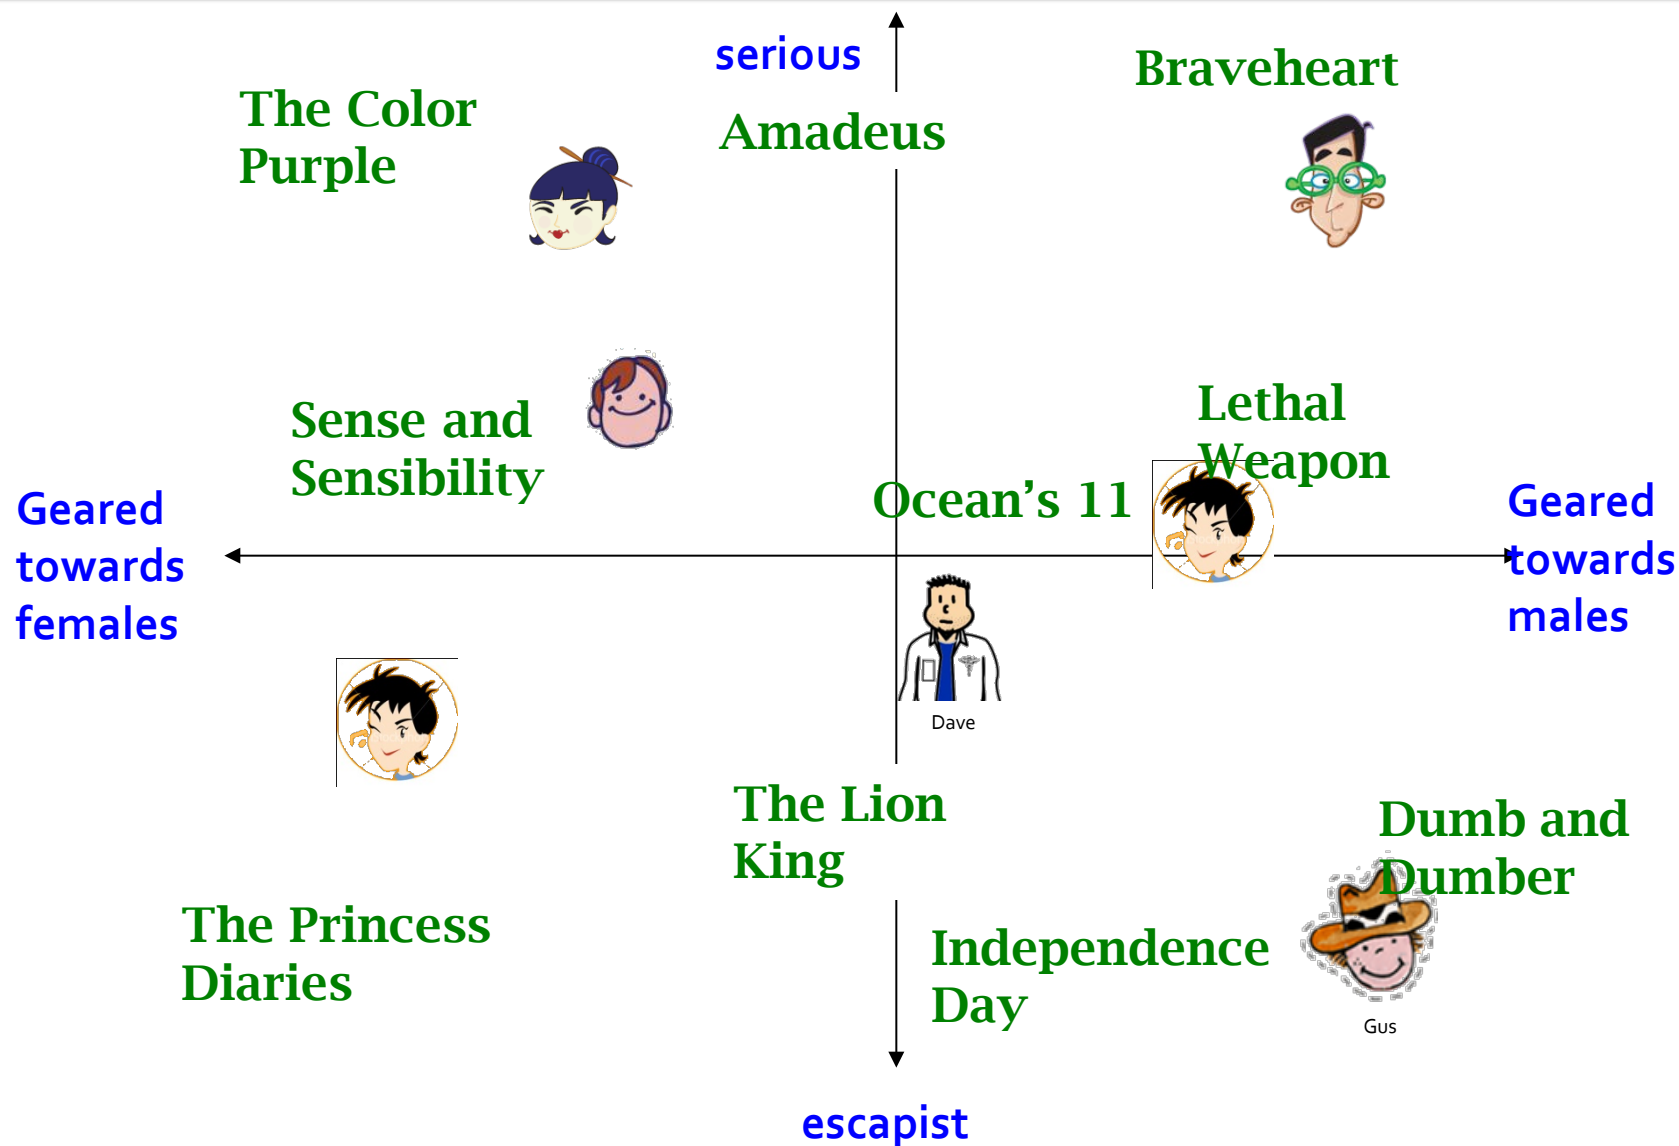 serious
Braveheart
The Color
Purple
Amadeus
Lethal
Weapon
Sense and
Sensibility
Ocean’s 11
Geared
towards
females
Geared
towards
males
Dave
The Lion
King
Dumb and
Dumber
The Princess
Diaries
Independence
Day
Gus
escapist